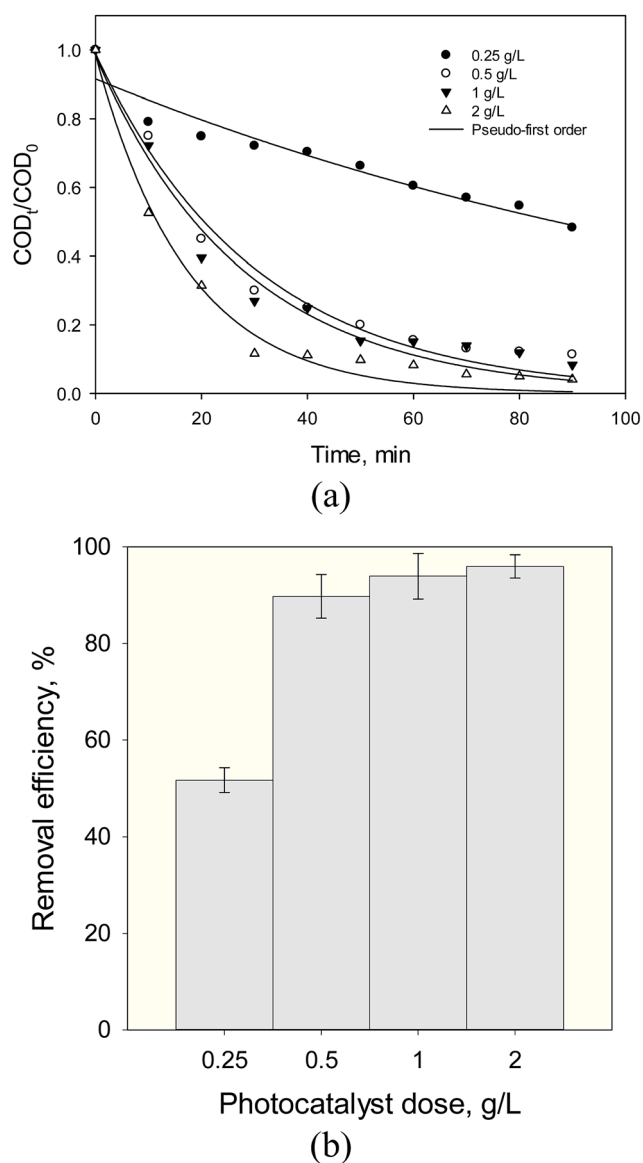 1.0
0.8
0.6
0.4
0.2
0.0
CODt/COD0
0.25 g/L
0.5 g/L
1 g/L
2 g/L
Pseudo-first order
0 20 40 60 80 100
Time, min
(a)
100
80
60
40
20
0
Removal efficiency, %
0.25 0.5 1 2
Photocatalyst dose, g/L
(b)